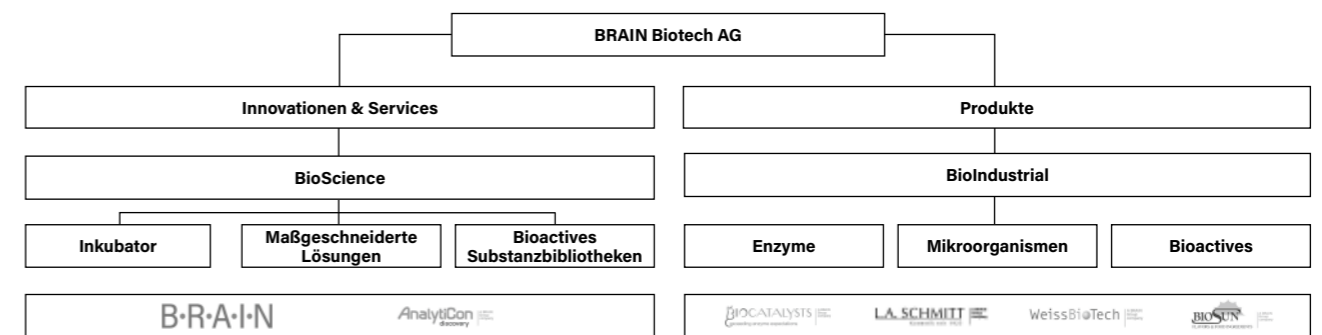 BRAIN Biotech AG
Innovationen & Services
Produkte
BioScience
BioIndustrial
Inkubator
Maßgeschneiderte
Lösungen
Bioactives
Substanzbibliotheken
Enzyme
Mikroorganismen
Bioactives
B·R·A·I·N
AnalytiCon
discovery
BIOCATALYSTS
L.A. SCHMITT
WeissBioTech
BIOSUN